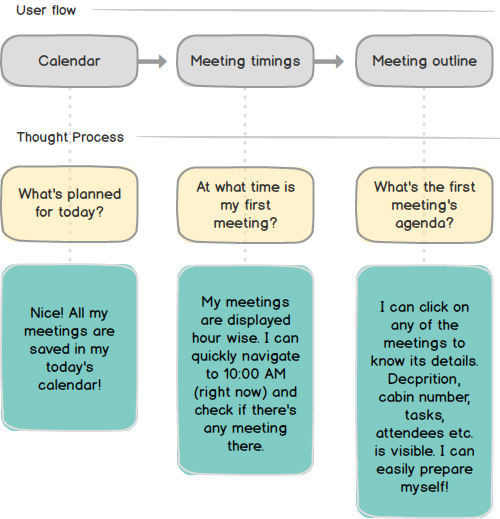 User flow
Calendar
Meeting timings
Meeting outline
Thought Process
What's planned
for today?
At what time is
my first
meeting?
What's the first
meeting's
agenda?
Nice! All my
meetings are
saved in my
today's
calendar!
My meetings
are displayed
hour wise. I can
quickly navigate
to 10:00 AM
(right now) and
check if there's
any meeting
there.
I can click on
any of the
meetings to
know its details.
Decprition,
cabin number,
tasks,
attendees etc.
is visible. I can
easily prepare
myself!